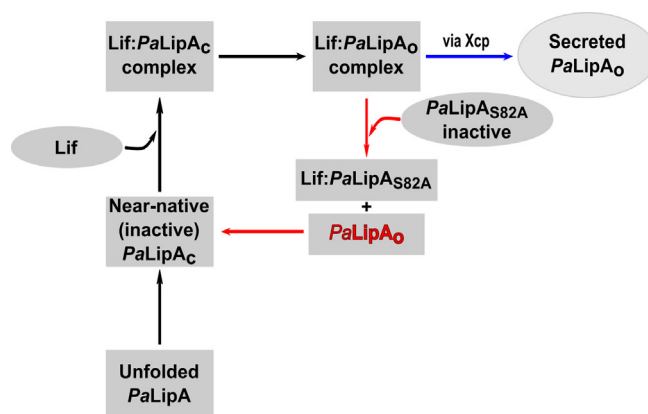 Lif:PaLipAC
complex
Lif:PaLipAO
complex
via Xcp
Secreted
PaLipAO
Lif
PaLipAS82A
inactive
Lif:PaLipAS82A
+
PaLipAO
Near-native
(inactive)
PaLipAC
Unfolded
PaLipA